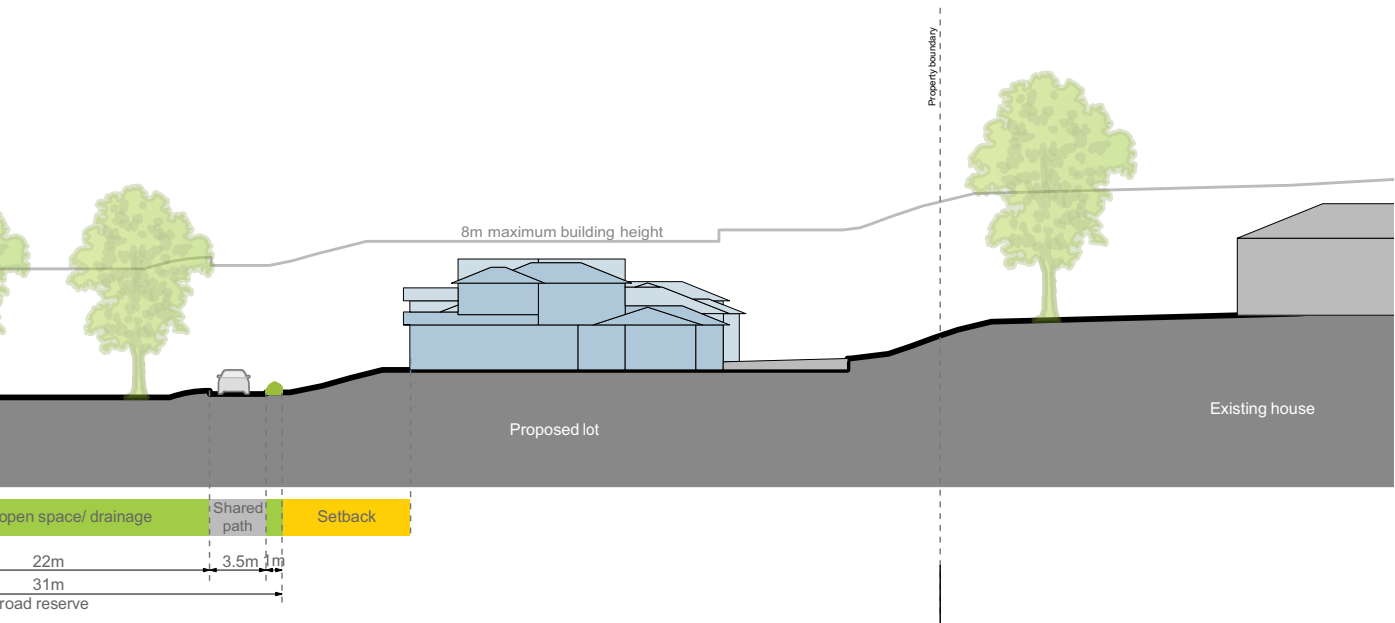 Property boundary
8m maximum building height
Existing house
Proposed lot
open space/ drainage
Shared
path
Setback
22m
3.5m
1m
31m
road reserve